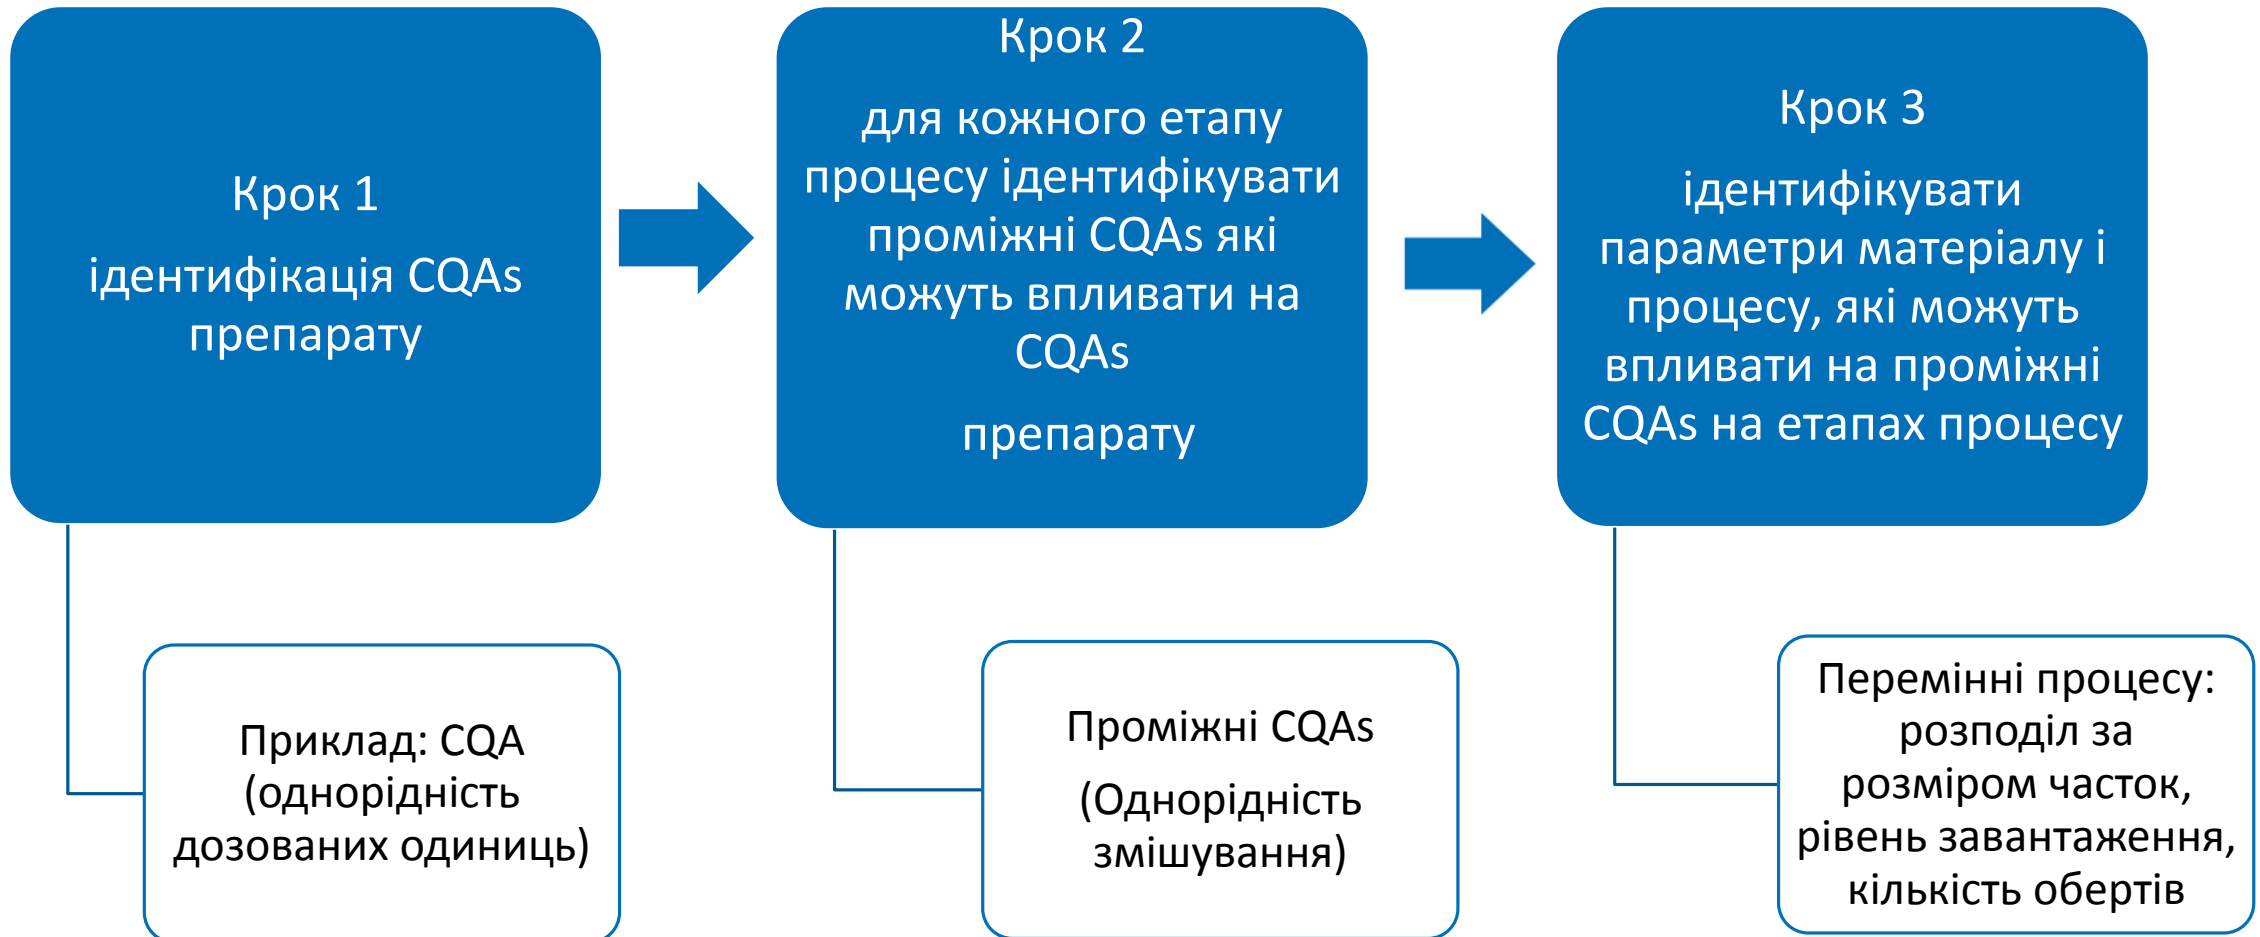 Крок 1
ідентифікація CQAs
препарату
Крок 2
для кожного етапу
процесу ідентифікувати
проміжні CQAs які
можуть впливати на
CQAs
препарату
Крок 3
ідентифікувати
параметри матеріалу і
процесу, які можуть
впливати на проміжні
CQAs на етапах процесу
Приклад: CQA
(однорідність
дозованих одиниць)
Проміжні CQAs
(Однорідність
змішування)
Перемінні процесу:
розподіл за
розміром часток,
рівень завантаження,
кількість обертів